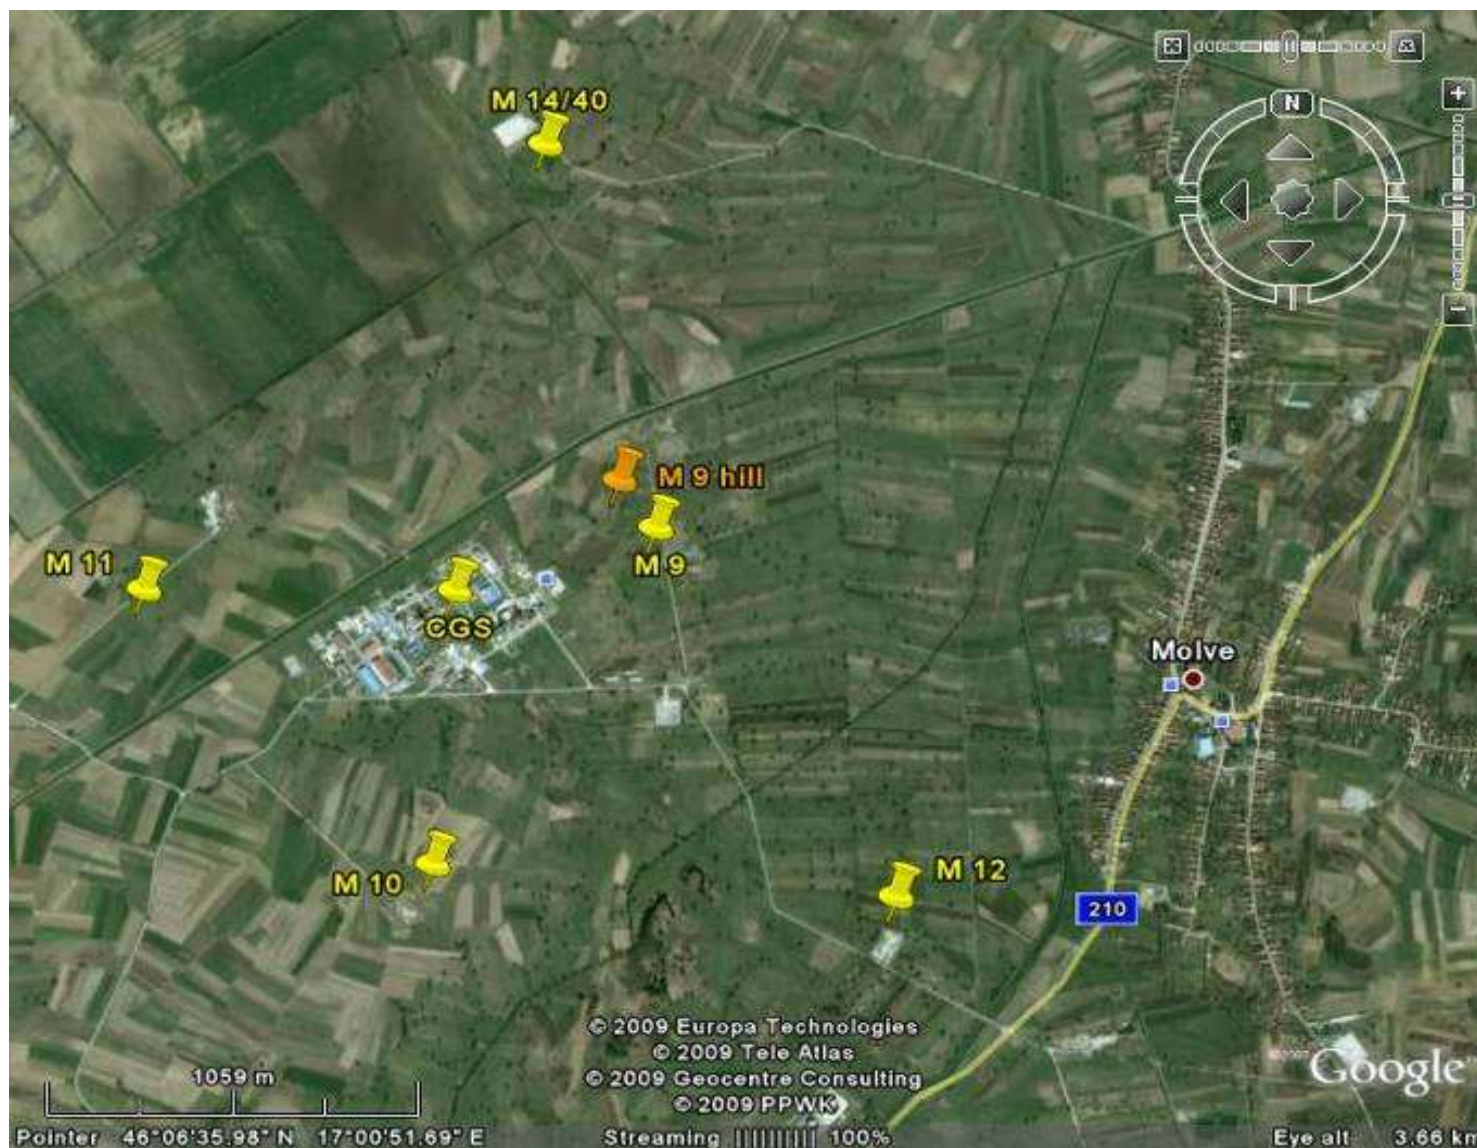 M 14/40
N
M 9 hill
M 11
M 9
CGS
Molve
M 10
M 12
210
© 2009 Europa Technologies
© 2009 Tele Atlas
© 2009 Geocentre Consulting
© 2009 PPWK
Google
1059 m
Pointer 46°06'35.98" N 17°00'51.69" E Streaming |||||||||| 100% Eye alt 3.66 km